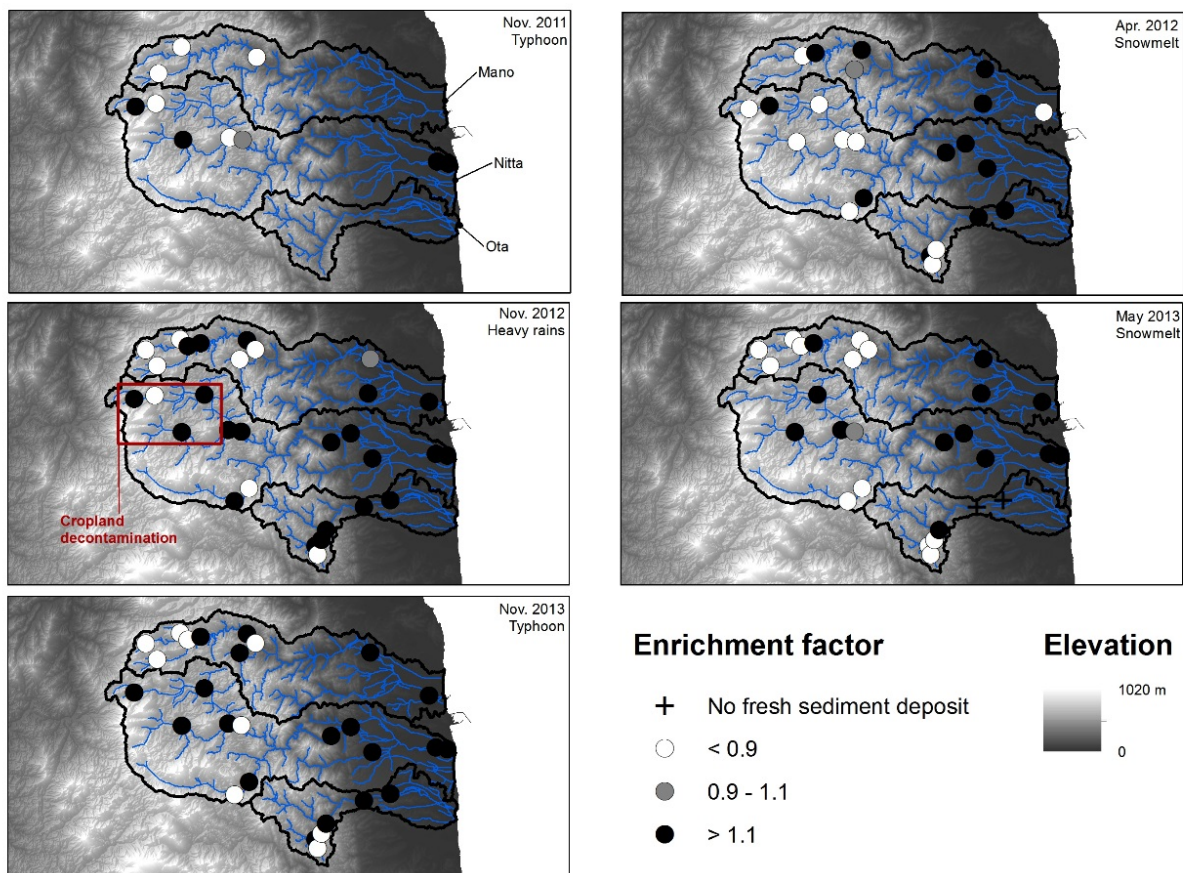 Nov. 2011
Typhoon
Mano
Nitta
Ota
Apr. 2012
Snowmelt
Nov. 2012
Heavy rains
Cropland
decontamination
May 2013
Snowmelt
Nov. 2013
Typhoon
Enrichment factor
No fresh sediment deposit
< 0.9
0.9 - 1.1
> 1.1
Elevation
1020 m
0